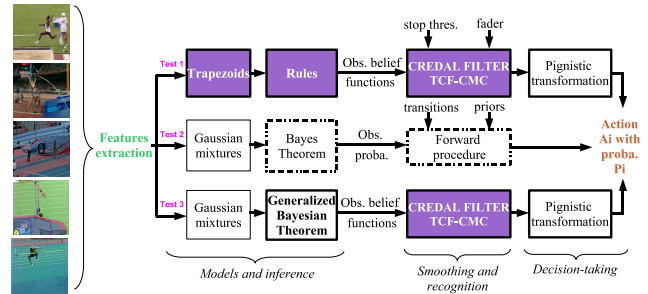 stop thres.
fader
Test 1
Trapezoids
Rules
Obs. belief
functions
CREDAL FILTER
TCF-CMC
Pignistic
transformation
Features
extraction
Test 2
Gaussian
mixtures
Bayes
Theorem
Obs.
proba.
transitions
priors
Forward
procedure
Action
Ai with
proba.
Pi
Test 3
Gaussian
mixtures
Generalized
Bayesian
Theorem
Obs. belief
functions
CREDAL FILTER
TCF-CMC
Pignistic
transformation
Models and inference
Smoothing and
recognition
Decision-taking